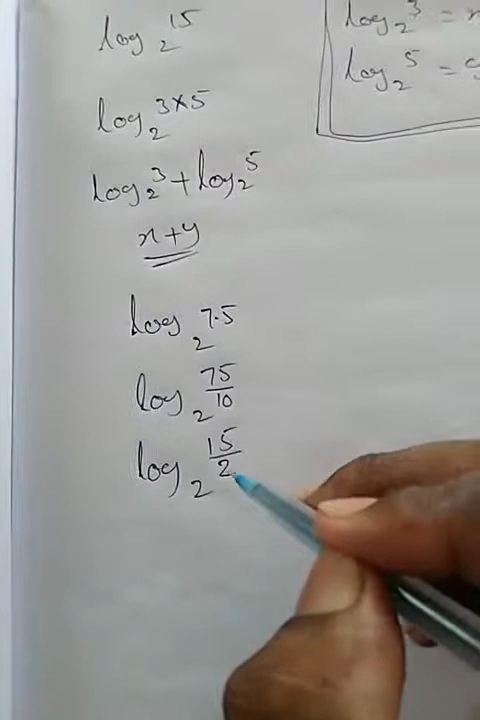 log₂ 15
log₂ 3×5
log₂ 3 + log₂ 5
x+y
log₂ 7.5
log₂ 75/10
log₂ 15/2
log₂ 3 =
log₂ 5 =